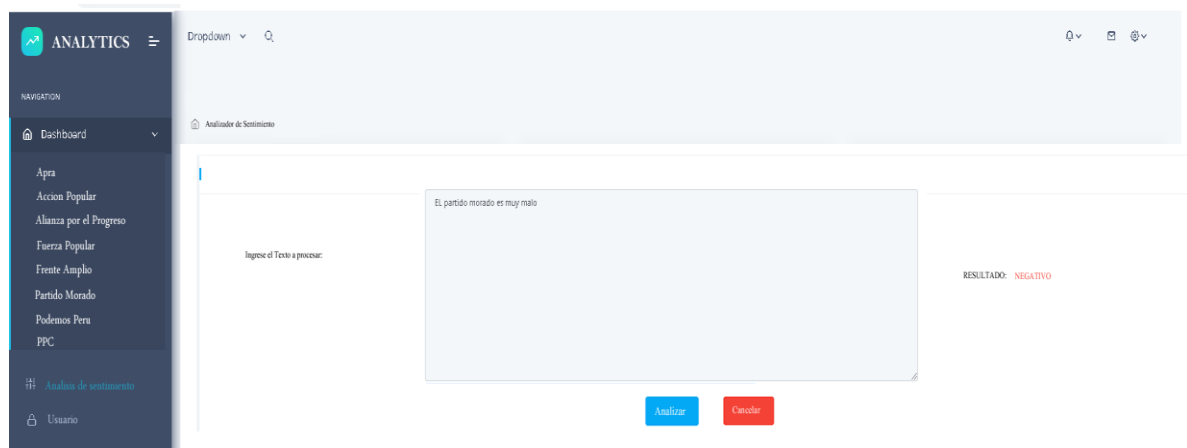 ANALYTICS
Dropdown
NAVIGATION
Analizador de Sentimiento
Dashboard
Apra
Accion Popular
Alianza por el Progreso
Fuerza Popular
Frente Amplio
Partido Morado
Podemos Peru
PPC
Analisis de sentimiento
Usuario
EL partido morado es muy malo
Ingrese el Texto a procesar:
RESULTADO: NEGATIVO
Analizar
Cancelar